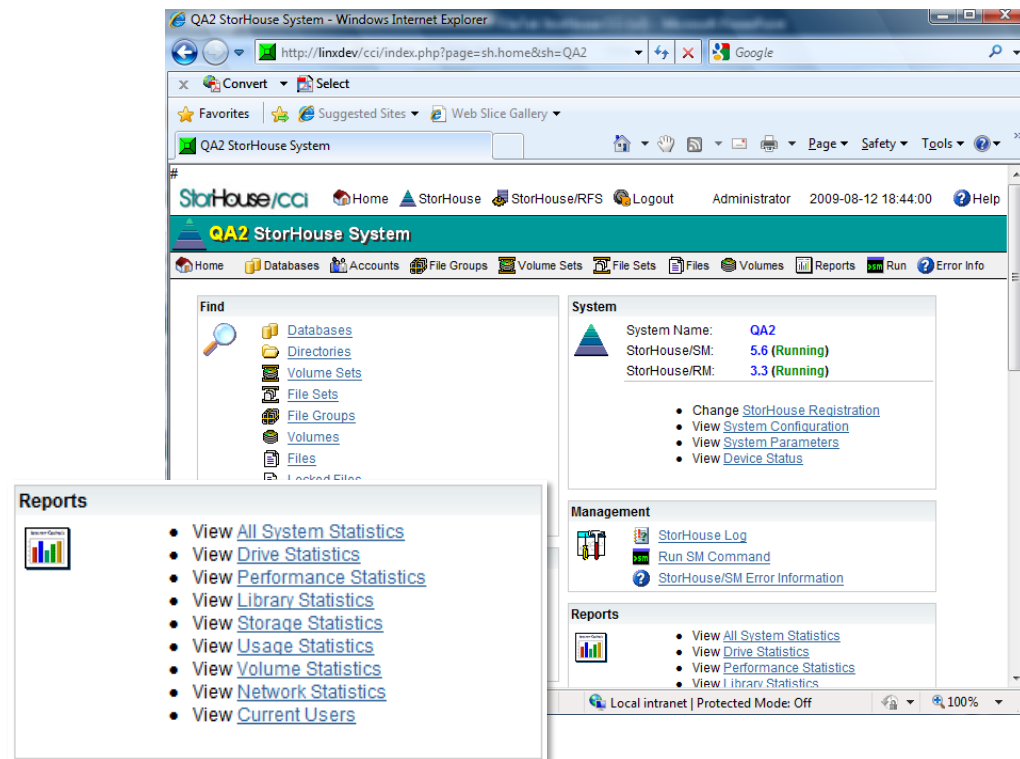 QA2 StorHouse System - Windows Internet Explorer
http://linxdev/cci/index.php?page=sh.home&sh=QA2
Google
x Convert Select
Favorites Suggested Sites Web Slice Gallery
QA2 StorHouse System
Page Safety Tools »
#
StorHouse/CCI Home StorHouse StorHouse/RFS Logout Administrator 2009-08-12 18:44:00 Help
QA2 StorHouse System
Home Databases Accounts File Groups Volume Sets File Sets Files Volumes Reports Run Error Info
Find
Databases
Directories
Volume Sets
File Sets
File Groups
Volumes
Files
Locked Files
System
System Name: QA2
StorHouse/SM: 5.6 (Running)
StorHouse/RM: 3.3 (Running)
• Change StorHouse Registration
• View System Configuration
• View System Parameters
• View Device Status
Management
StorHouse Log
Run SM Command
StorHouse/SM Error Information
Reports
• View All System Statistics
• View Drive Statistics
• View Performance Statistics
• View Library Statistics
Reports
• View All System Statistics
• View Drive Statistics
• View Performance Statistics
• View Library Statistics
• View Storage Statistics
• View Usage Statistics
• View Volume Statistics
• View Network Statistics
• View Current Users
Local intranet | Protected Mode: Off
100%